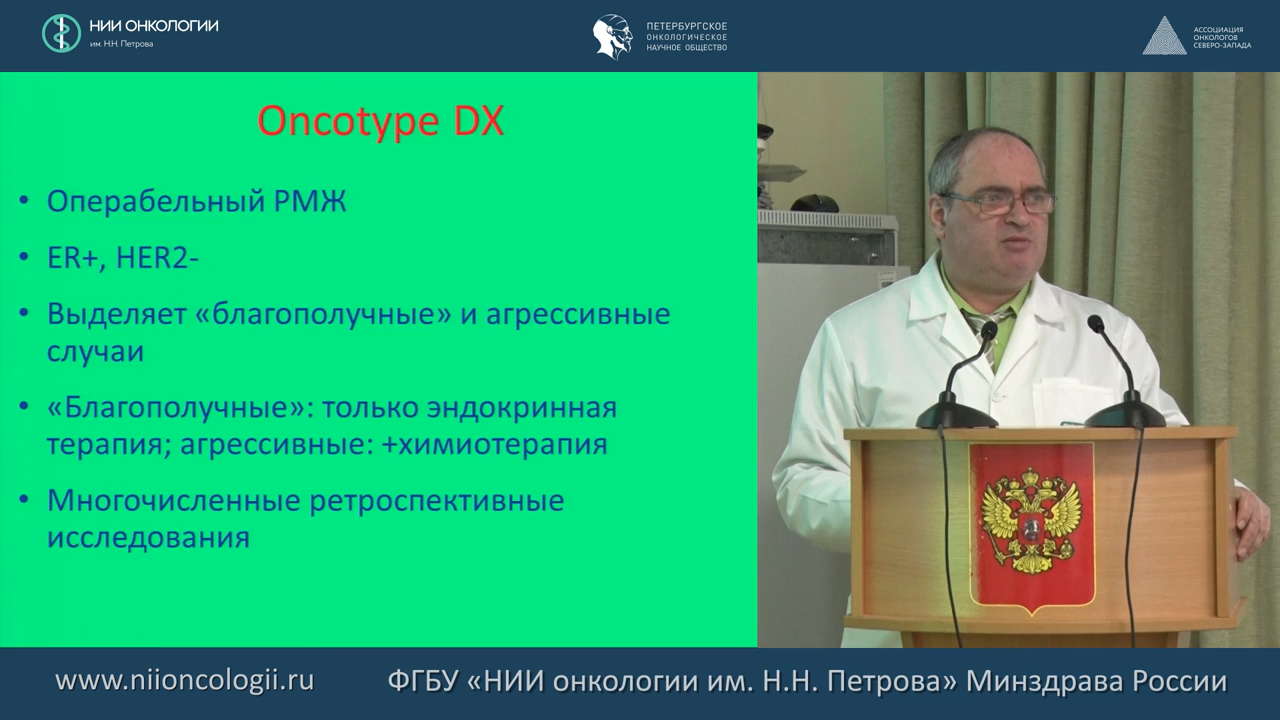 НИИ ОНКОЛОГИИ
им. Н.Н. Петрова
ПЕТЕРБУРГСКОЕ
ОНКОЛОГИЧЕСКОЕ
НАУЧНОЕ ОБЩЕСТВО
АССОЦИАЦИЯ
ОНКОЛОГОВ
СЕВЕРО-ЗАПАДА
Oncotype DX
• Операбельный РМЖ
• ER+, HER2-
• Выделяет «благополучные» и агрессивные
случаи
• «Благополучные»: только эндокринная
терапия; агрессивные: +химиотерапия
• Многочисленные ретроспективные
исследования
www.niioncologii.ru
ФГБУ «НИИ онкологии им. Н.Н. Петрова» Минздрава России